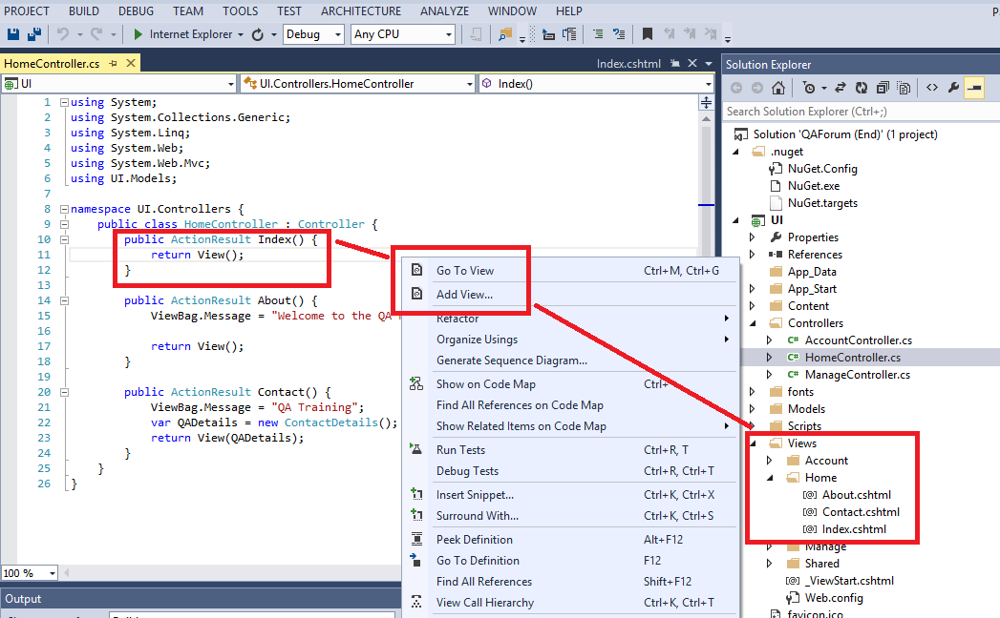 PROJECT BUILD DEBUG TEAM TOOLS TEST ARCHITECTURE ANALYZE WINDOW HELP
Internet Explorer Debug Any CPU
HomeController.cs Index.cshtml
UI UI.Controllers.HomeController Index()
1 using System;
2 using System.Collections.Generic;
3 using System.Linq;
4 using System.Web;
5 using System.Web.Mvc;
6 using UI.Models;
7
8 namespace UI.Controllers {
9 public class HomeController : Controller {
10 public ActionResult Index() {
11 return View();
12 }
13
14 public ActionResult About() {
15 ViewBag.Message = "Welcome to the QA
16
17 return View();
18 }
19
20 public ActionResult Contact() {
21 ViewBag.Message = "QA Training";
22 var QADetails = new ContactDetails();
23 return View(QADetails);
24 }
25 }
26 }
100 %
Output
Go To View Ctrl+M, Ctrl+G
Add View...
Refactor
Organize Usings
Generate Sequence Diagram...
Show on Code Map Ctrl+
Find All References on Code Map
Show Related Items on Code Map
Run Tests Ctrl+R, T
Debug Tests Ctrl+R, Ctrl+T
Insert Snippet... Ctrl+K, Ctrl+X
Surround With... Ctrl+K, Ctrl+S
Peek Definition Alt+F12
Go To Definition F12
Find All References Shift+F12
View Call Hierarchy Ctrl+K, Ctrl+T
Solution Explorer
Search Solution Explorer (Ctrl+;)
Solution 'QAForum (End)' (1 project)
.nuget
NuGet.Config
NuGet.exe
NuGet.targets
UI
Properties
References
App_Data
App_Start
Content
Controllers
C# AccountController.cs
C# HomeController.cs
C# ManageController.cs
fonts
Models
Scripts
Views
Account
Home
[@] About.cshtml
[@] Contact.cshtml
[@] Index.cshtml
Manage
Shared
[@] _ViewStart.cshtml
Web.config
favicon.ico